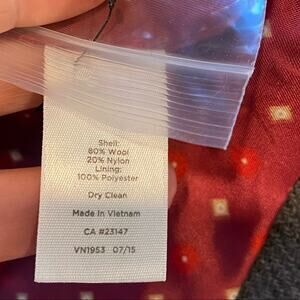 Shell:
80% Wool
20% Nylon
Lining:
100% Polyester
Dry Clean
Made in Vietnam
CA #23147
VN1953 07/15